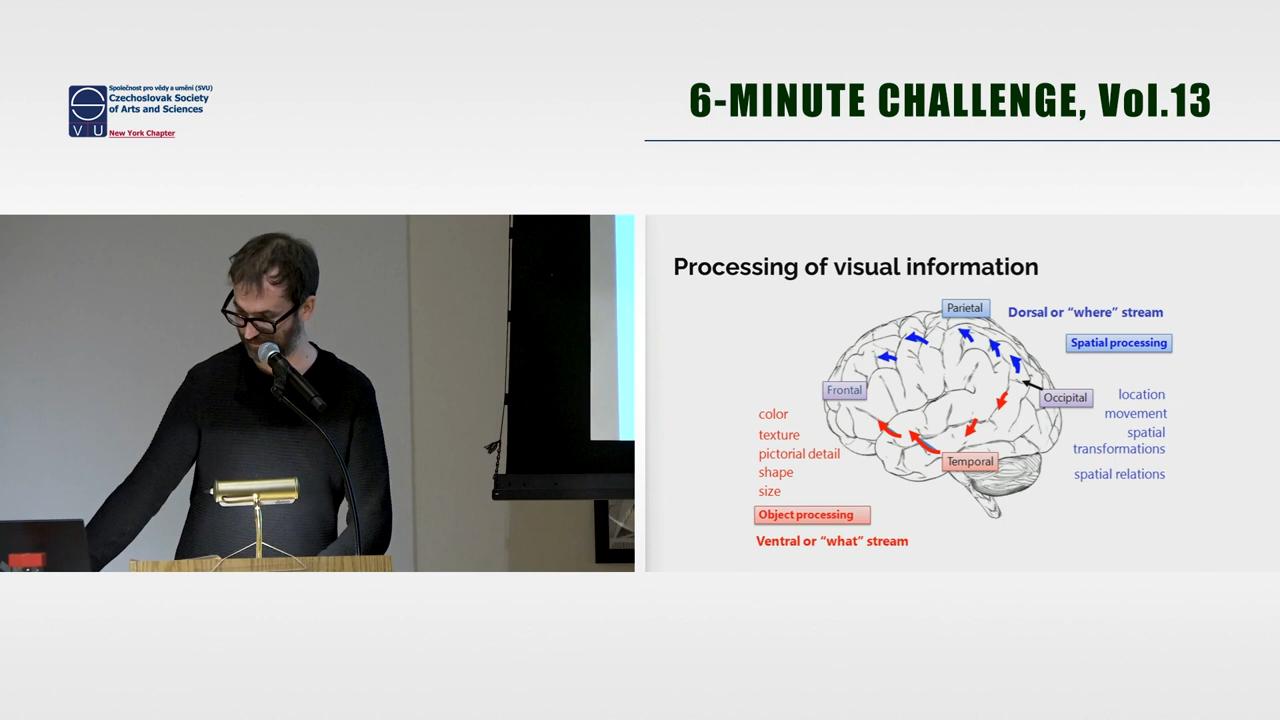 Společnost pro vědy a umění (SVU)
Czechoslovak Society
of Arts and Sciences
V U
New York Chapter
6-MINUTE CHALLENGE, Vol.13
Processing of visual information
Parietal
Dorsal or “where” stream
Spatial processing
Frontal
Occipital
location
movement
spatial
transformations
spatial relations
color
texture
pictorial detail
shape
size
Temporal
Object processing
Ventral or “what” stream